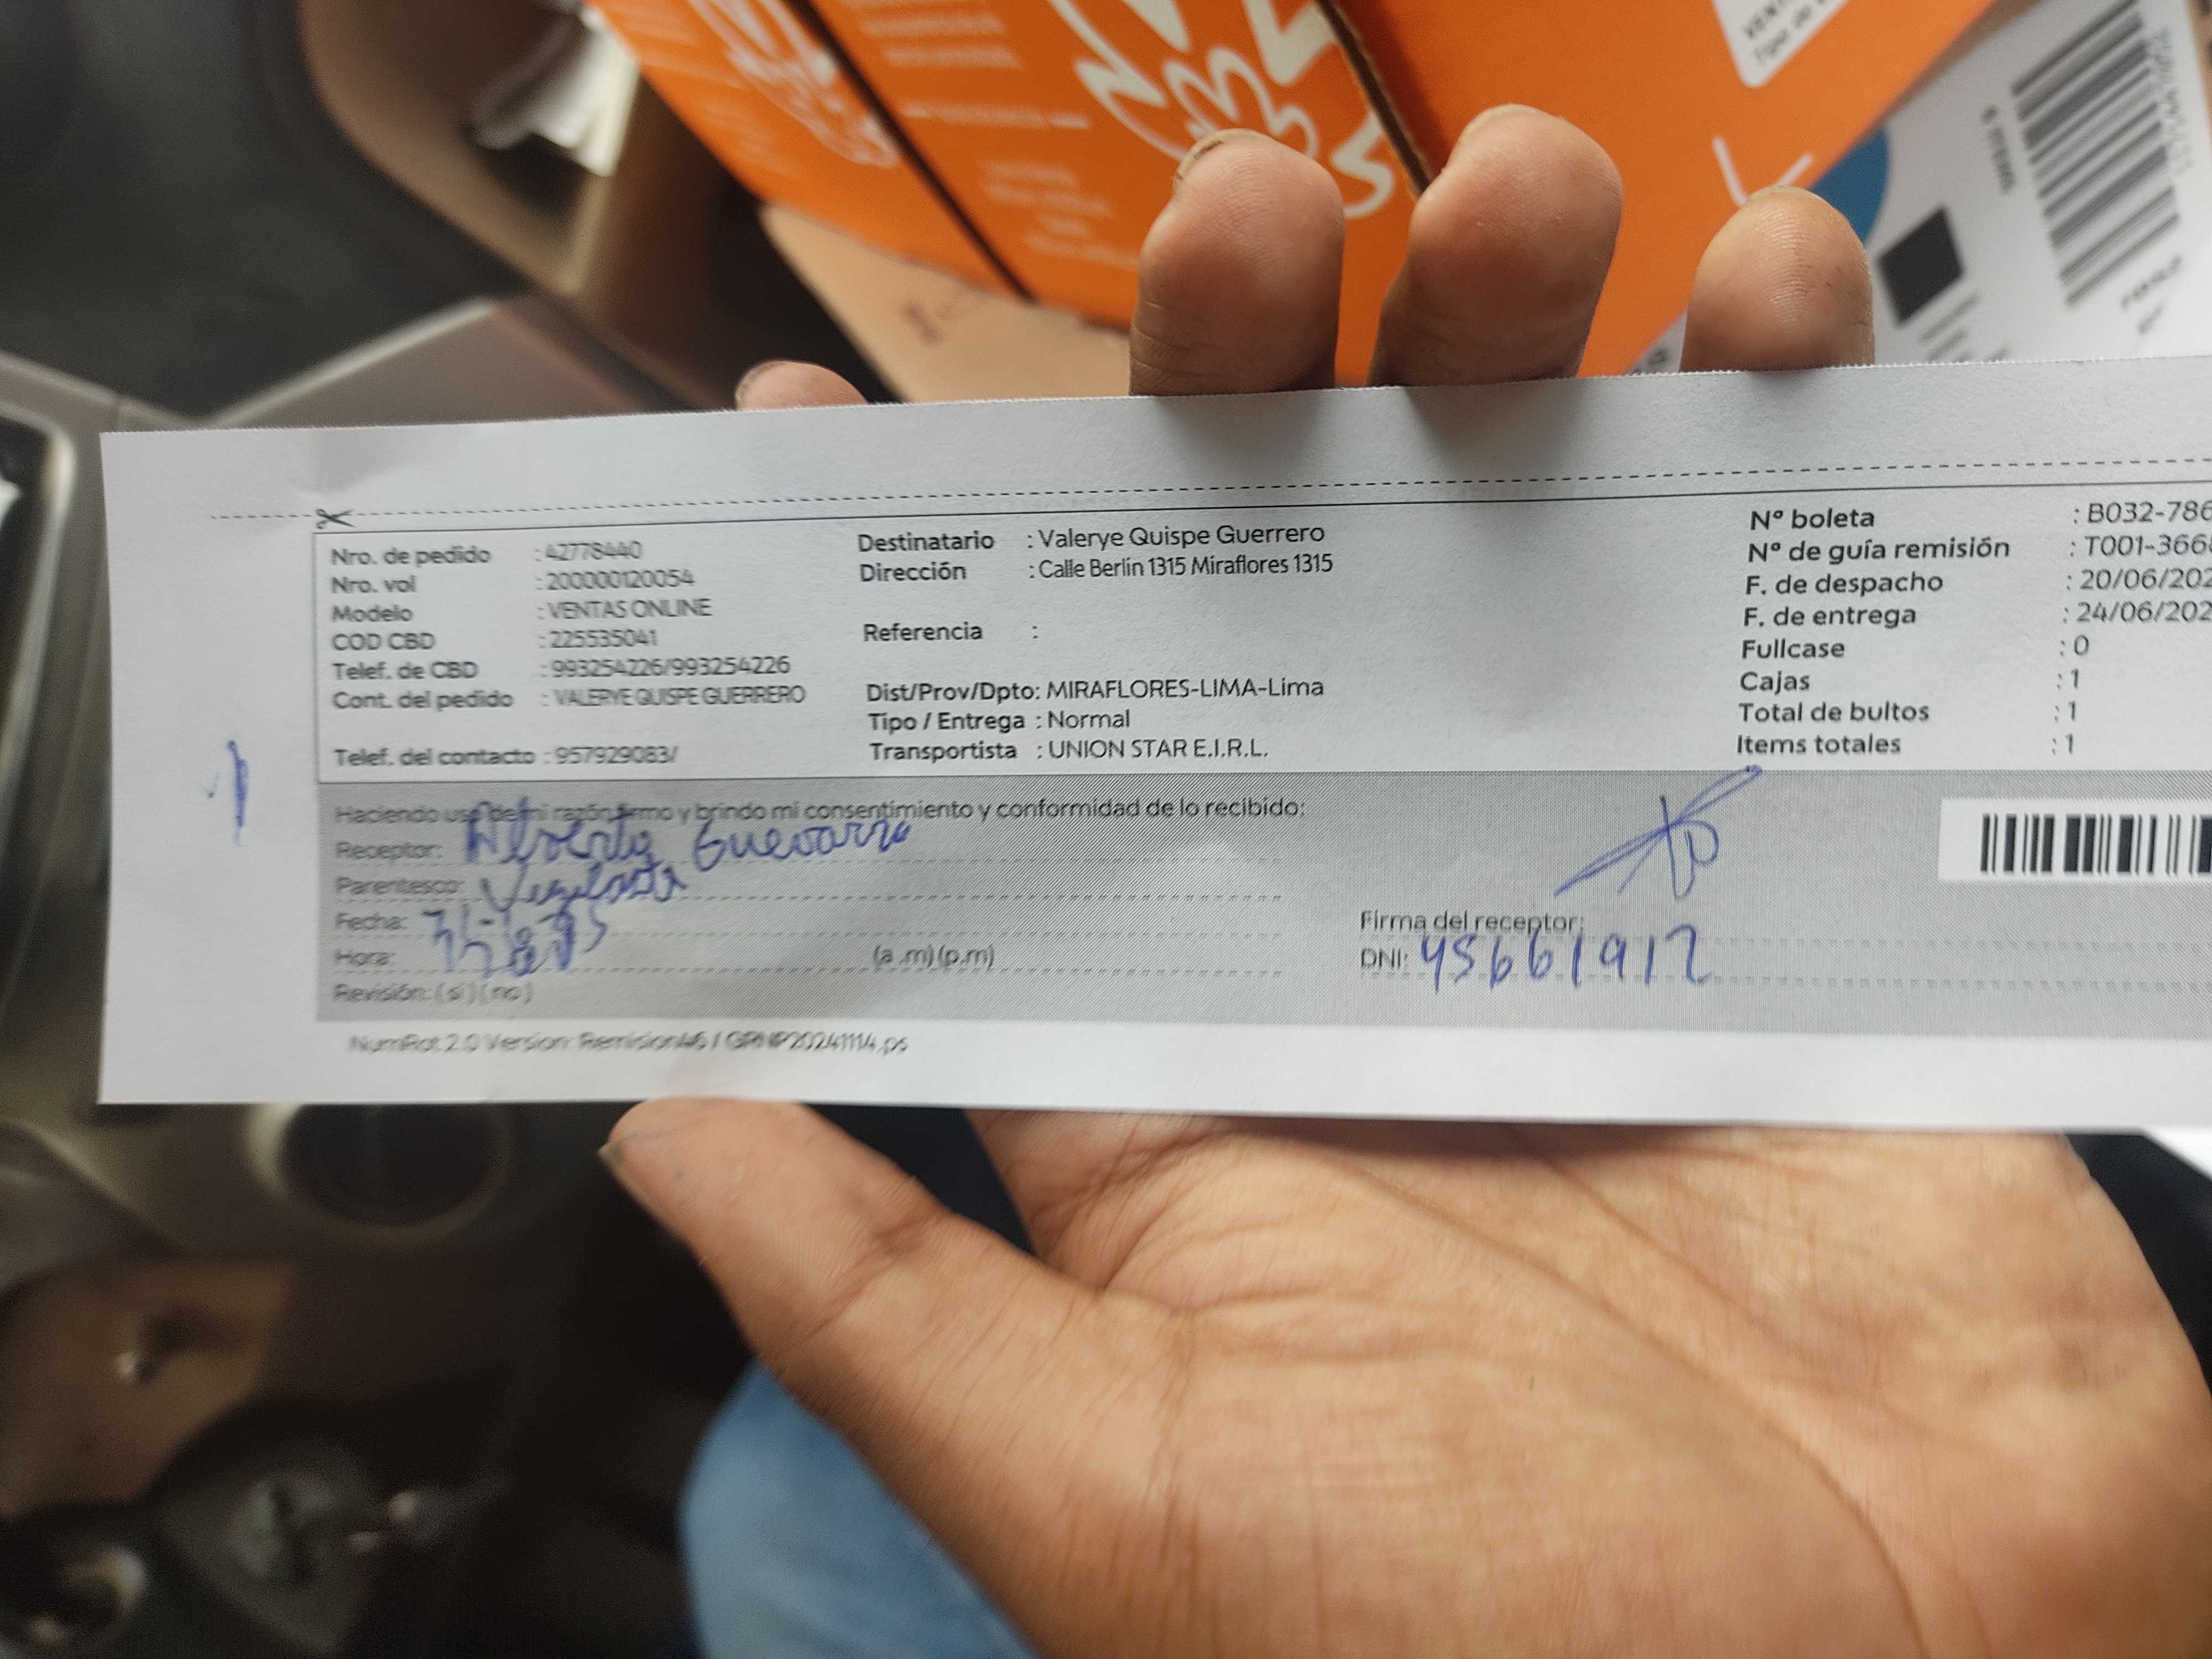 Nro. de pedido : 42778440
Nro. vol : 200000120054
Modelo : VENTAS ONLINE
COD CBD : 225535041
Telef. de CBD : 993254226/993254226
Cont. del pedido : VALERYE QUISPE GUERRERO
Telef. del contacto : 957929083/
Destinatario : Valerye Quispe Guerrero
Dirección : Calle Berlin 1315 Miraflores 1315
Referencia :
Dist/Prov/Dpto: MIRAFLORES-LIMA-Lima
Tipo / Entrega : Normal
Transportista : UNION STAR E.I.R.L.
Nº boleta : B032-786
Nº de guía remisión : T001-366
F. de despacho : 20/06/202
F. de entrega : 24/06/202
Fullcase : 0
Cajas : 1
Total de bultos : 1
Items totales : 1
Haciendo uso de mi razón firmo y brindo mi consentimiento y conformidad de lo recibido:
Receptor: Alberto Guevarra
Parentesco: Vigilante
Fecha:
Hora: (a .m) (p.m)
Revisión: ( si ) ( no )
Firma del receptor:
DNI: 45661912
NumRot 2.0 Version: Remision46 / GRNP20241114.ps